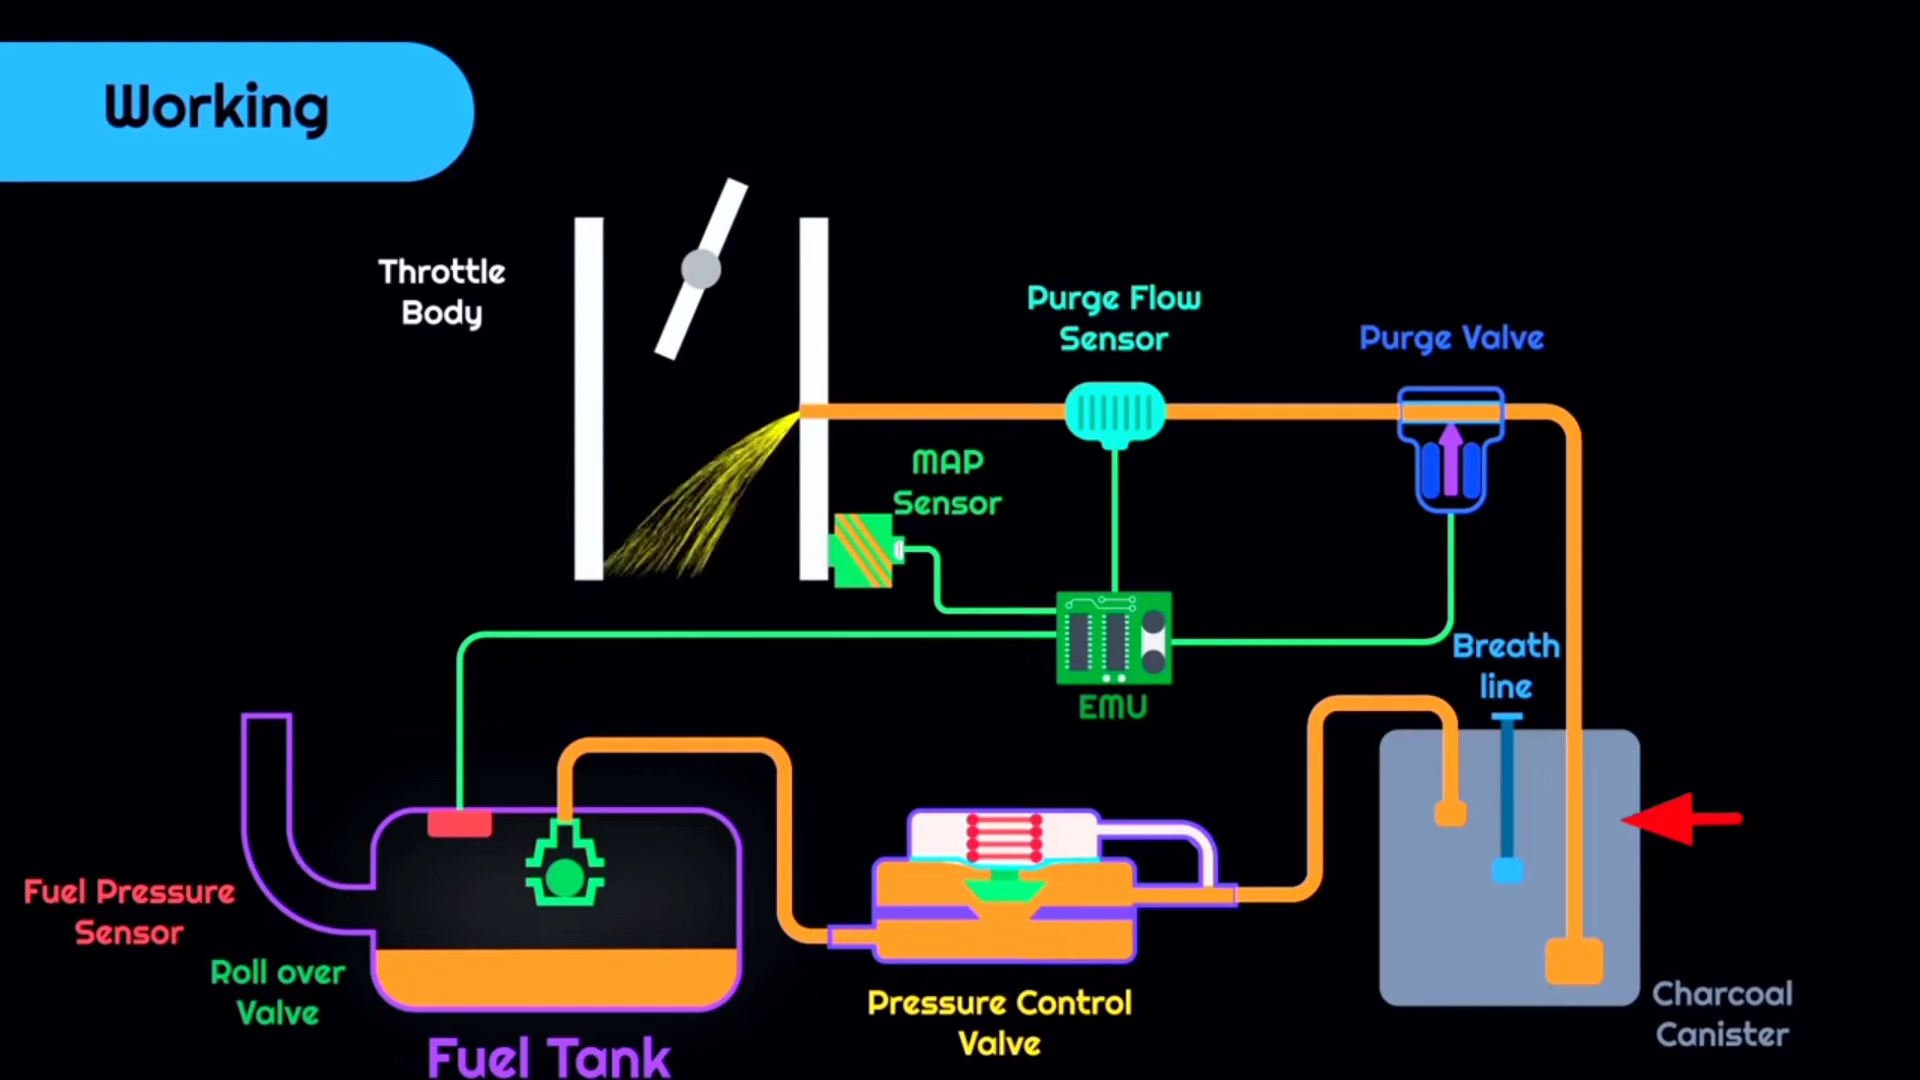 Working
Throttle
Body
Purge Flow
Sensor
Purge Valve
MAP
Sensor
EMU
Breath
line
Fuel Pressure
Sensor
Roll over
Valve
Fuel Tank
Pressure Control
Valve
Charcoal
Canister